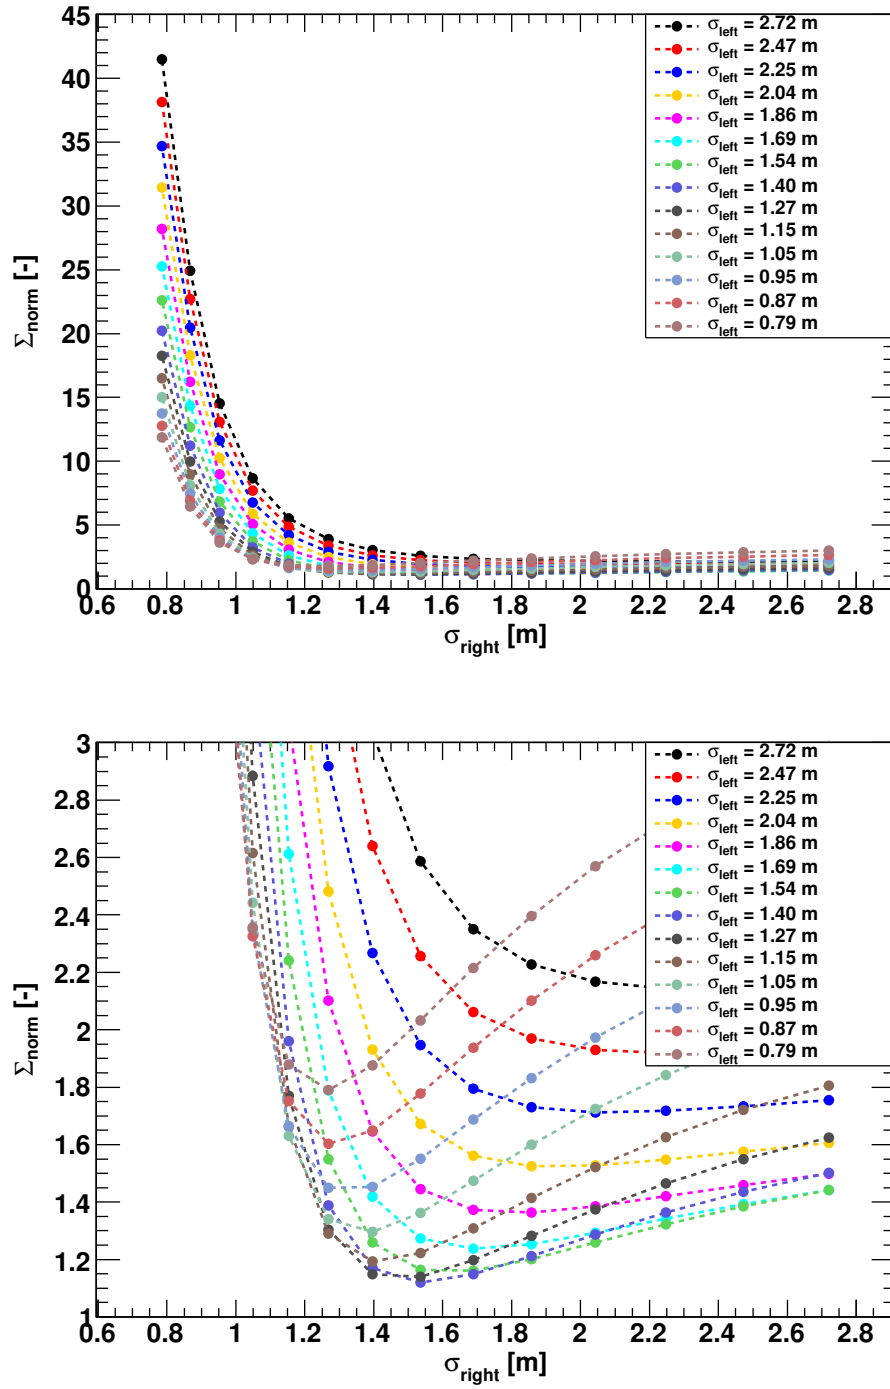 45
40
35
30
25
20
15
10
5
0
Σnorm [-]
0.6 0.8 1 1.2 1.4 1.6 1.8 2 2.2 2.4 2.6 2.8
σright [m]
σleft = 2.72 m
σleft = 2.47 m
σleft = 2.25 m
σleft = 2.04 m
σleft = 1.86 m
σleft = 1.69 m
σleft = 1.54 m
σleft = 1.40 m
σleft = 1.27 m
σleft = 1.15 m
σleft = 1.05 m
σleft = 0.95 m
σleft = 0.87 m
σleft = 0.79 m
3
2.8
2.6
2.4
2.2
2
1.8
1.6
1.4
1.2
1
Σnorm [-]
0.6 0.8 1 1.2 1.4 1.6 1.8 2 2.2 2.4 2.6 2.8
σright [m]
σleft = 2.72 m
σleft = 2.47 m
σleft = 2.25 m
σleft = 2.04 m
σleft = 1.86 m
σleft = 1.69 m
σleft = 1.54 m
σleft = 1.40 m
σleft = 1.27 m
σleft = 1.15 m
σleft = 1.05 m
σleft = 0.95 m
σleft = 0.87 m
σleft = 0.79 m